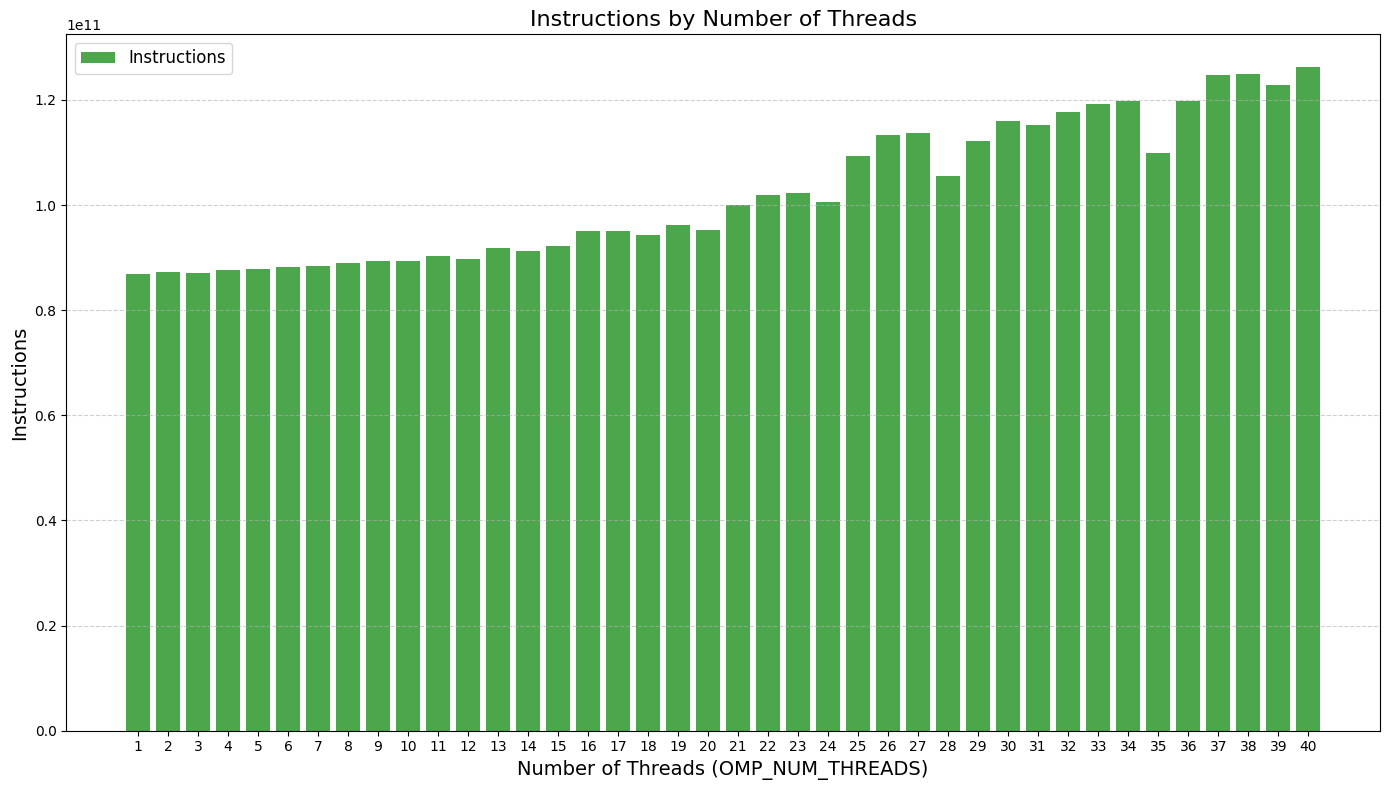 Instructions by Number of Threads
1e11
Instructions
1.2
1.0
0.8
0.6
0.4
0.2
0.0
Instructions
1 2 3 4 5 6 7 8 9 10 11 12 13 14 15 16 17 18 19 20 21 22 23 24 25 26 27 28 29 30 31 32 33 34 35 36 37 38 39 40
Number of Threads (OMP_NUM_THREADS)